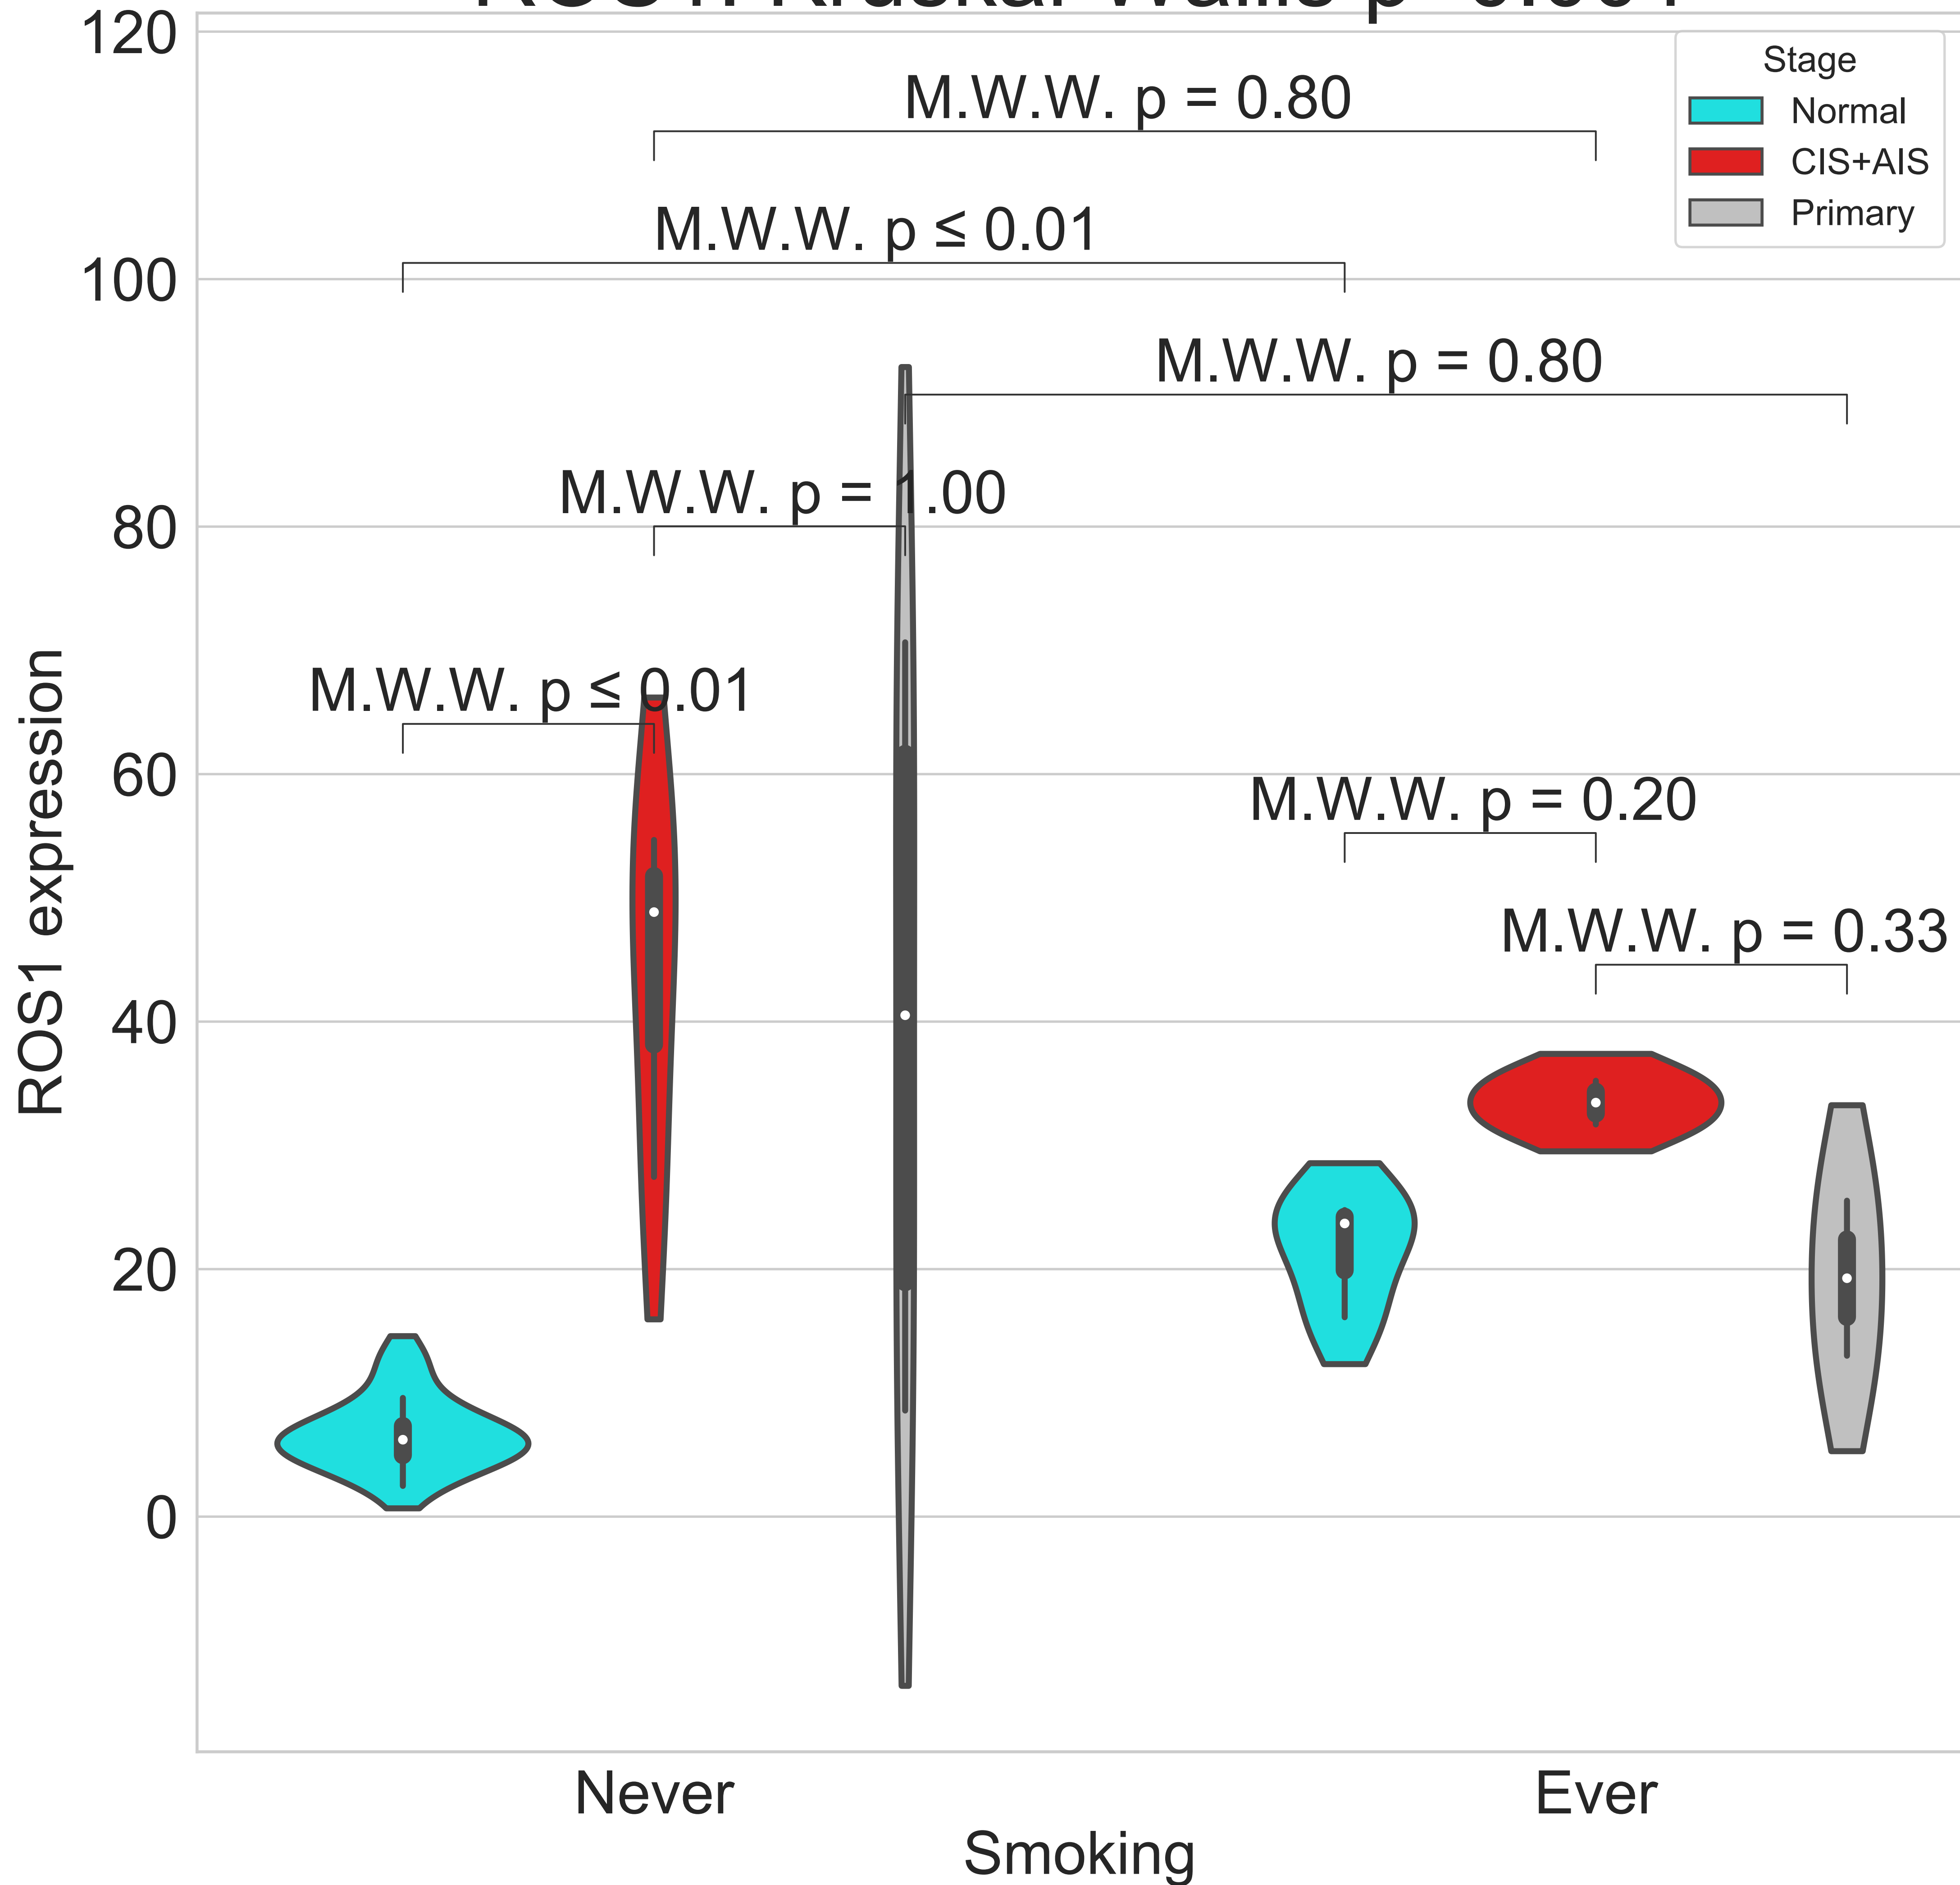 120
Stage
Normal
CIS+AIS
Primary
M.W.W. p = 0.80
M.W.W. p ≤ 0.01
100
M.W.W. p = 0.80
M.W.W. p = 1.00
80
M.W.W. p ≤ 0.01
60
M.W.W. p = 0.20
ROS1 expression
M.W.W. p = 0.33
40
20
0
Never
Ever
Smoking